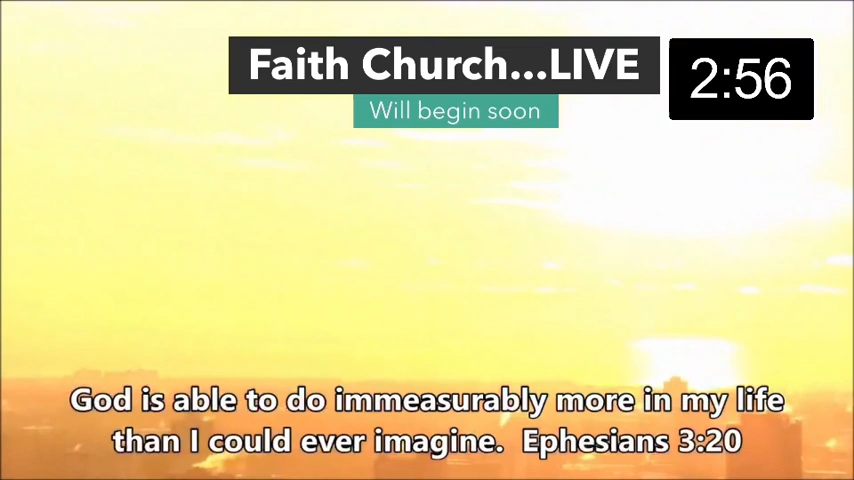 Faith Church...LIVE
2:56
Will begin soon
God is able to do immeasurably more in my life
than I could ever imagine.  Ephesians 3:20